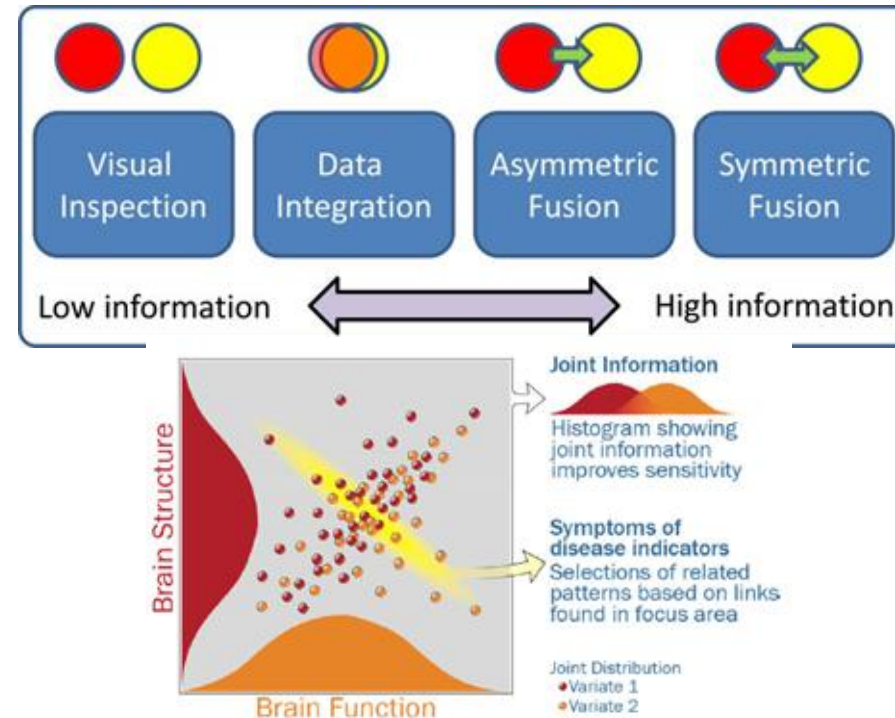 Visual
Inspection
Data
Integration
Asymmetric
Fusion
Symmetric
Fusion
Low information
High information
Brain Structure
Brain Function
Joint Information
Histogram showing
joint information
improves sensitivity
Symptoms of
disease indicators
Selections of related
patterns based on links
found in focus area
Joint Distribution
Variate 1
Variate 2